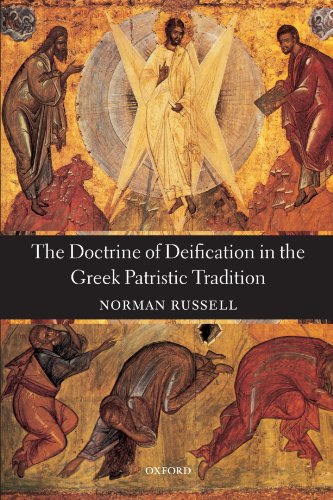 The Doctrine of Deification in the
Greek Patristic Tradition
NORMAN RUSSELL
OXFORD